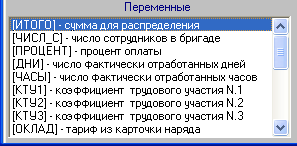 Переменные
[ИТОГО] - сумма для распределения
[ЧИСЛ_С] - число сотрудников в бригаде
[ПРОЦЕНТ] - процент оплаты
[ДНИ] - число фактически отработанных дней
[ЧАСЫ] - число фактически отработанных часов
[КТУ1] - коэффициент трудового участия N.1
[КТУ2] - коэффициент трудового участия N.2
[КТУ3] - коэффициент трудового участия N.3
[ОКЛАД] - тариф из карточки наряда